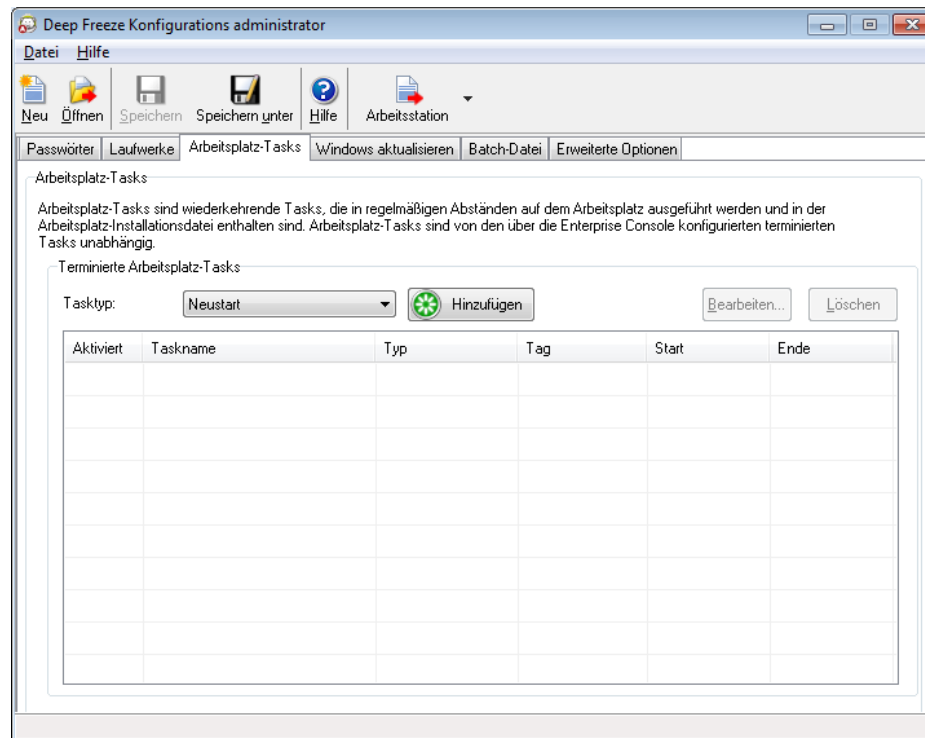 Deep Freeze Konfigurations administrator
Datei Hilfe
Neu Öffnen Speichern Speichern unter Hilfe Arbeitsstation
Passwörter Laufwerke Arbeitsplatz-Tasks Windows aktualisieren Batch-Datei Erweiterte Optionen
Arbeitsplatz-Tasks
Arbeitsplatz-Tasks sind wiederkehrende Tasks, die in regelmäßigen Abständen auf dem Arbeitsplatz ausgeführt werden und in der
Arbeitsplatz-Installationsdatei enthalten sind. Arbeitsplatz-Tasks sind von den über die Enterprise Console konfigurierten terminierten
Tasks unabhängig.
Terminierte Arbeitsplatz-Tasks
Tasktyp: Neustart Hinzufügen Bearbeiten... Löschen
Aktiviert Taskname Typ Tag Start Ende